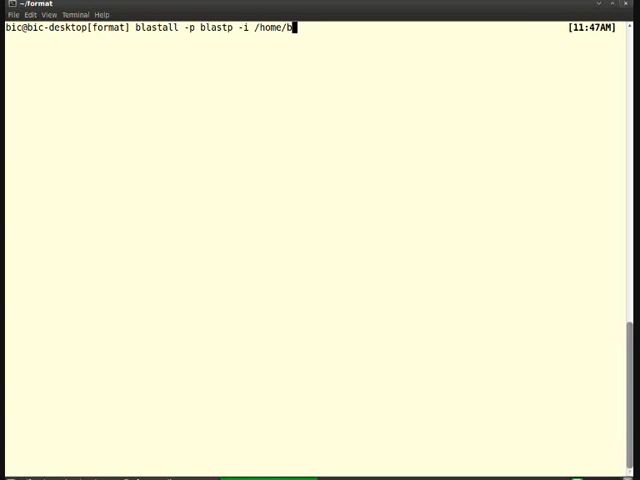 ~/format
File Edit View Terminal Help
bic@bic-desktop[format] blastall -p blastp -i /home/b [11:47AM]